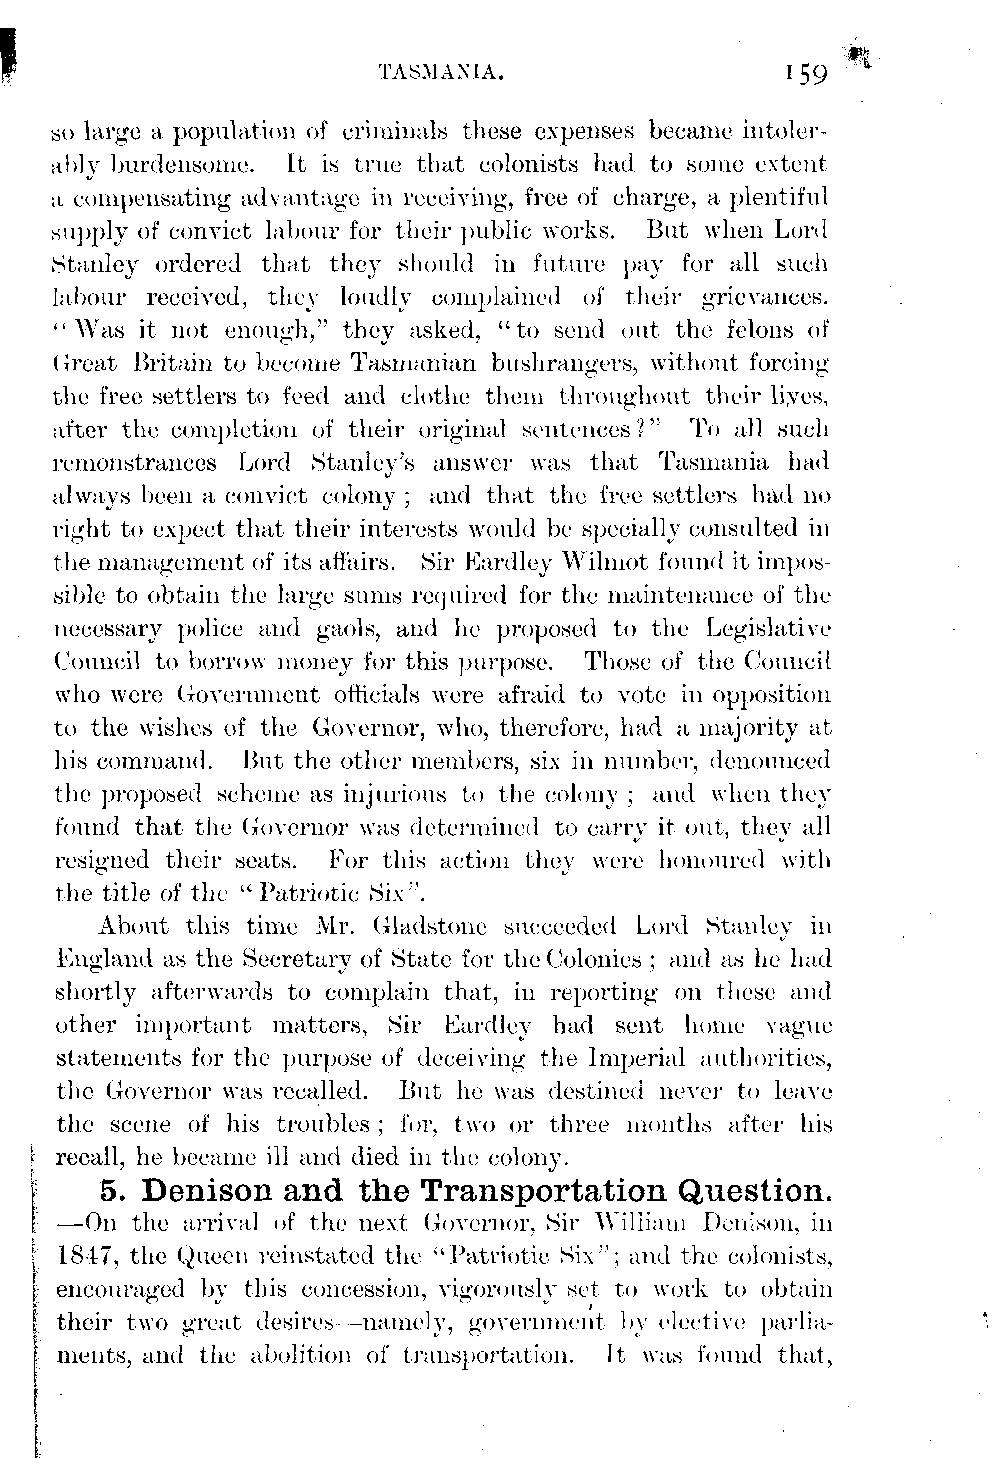 TASMANIA. 159
so large a population of criminals these expenses became intoler-
ably burdensome. It is true that colonists had to some extent
a compensating advantage in receiving, free of charge, a plentiful
supply of convict labour for their public works. But when Lord
Stanley ordered that they should in future pay for all such
labour received, they loudly complained of their grievances.
"Was it not enough," they asked, "to send out the felons of
Great Britain to become Tasmanian bushrangers, without forcing
the free settlers to feed and clothe them throughout their lives,
after the completion of their original sentences?" To all such
remonstrances Lord Stanley's answer was that Tasmania had
always been a convict colony; and that the free settlers had no
right to expect that their interests would be specially consulted in
the management of its affairs. Sir Eardley Wilmot found it impos-
sible to obtain the large sums required for the maintenance of the
necessary police and gaols, and he proposed to the Legislative
Council to borrow money for this purpose. Those of the Council
who were Government officials were afraid to vote in opposition
to the wishes of the Governor, who, therefore, had a majority at
his command. But the other members, six in number, denounced
the proposed scheme as injurious to the colony; and when they
found that the Governor was determined to carry it out, they all
resigned their seats. For this action they were honoured with
the title of the "Patriotic Six".
About this time Mr. Gladstone succeeded Lord Stanley in
England as the Secretary of State for the Colonies; and as he had
shortly afterwards to complain that, in reporting on these and
other important matters, Sir Eardley had sent home vague
statements for the purpose of deceiving the Imperial authorities,
the Governor was recalled. But he was destined never to leave
the scene of his troubles; for, two or three months after his
recall, he became ill and died in the colony.
5. Denison and the Transportation Question.
—On the arrival of the next Governor, Sir William Denison, in
1847, the Queen reinstated the "Patriotic Six"; and the colonists,
encouraged by this concession, vigorously set to work to obtain
their two great desires—namely, government by elective parlia-
ments, and the abolition of transportation. It was found that,